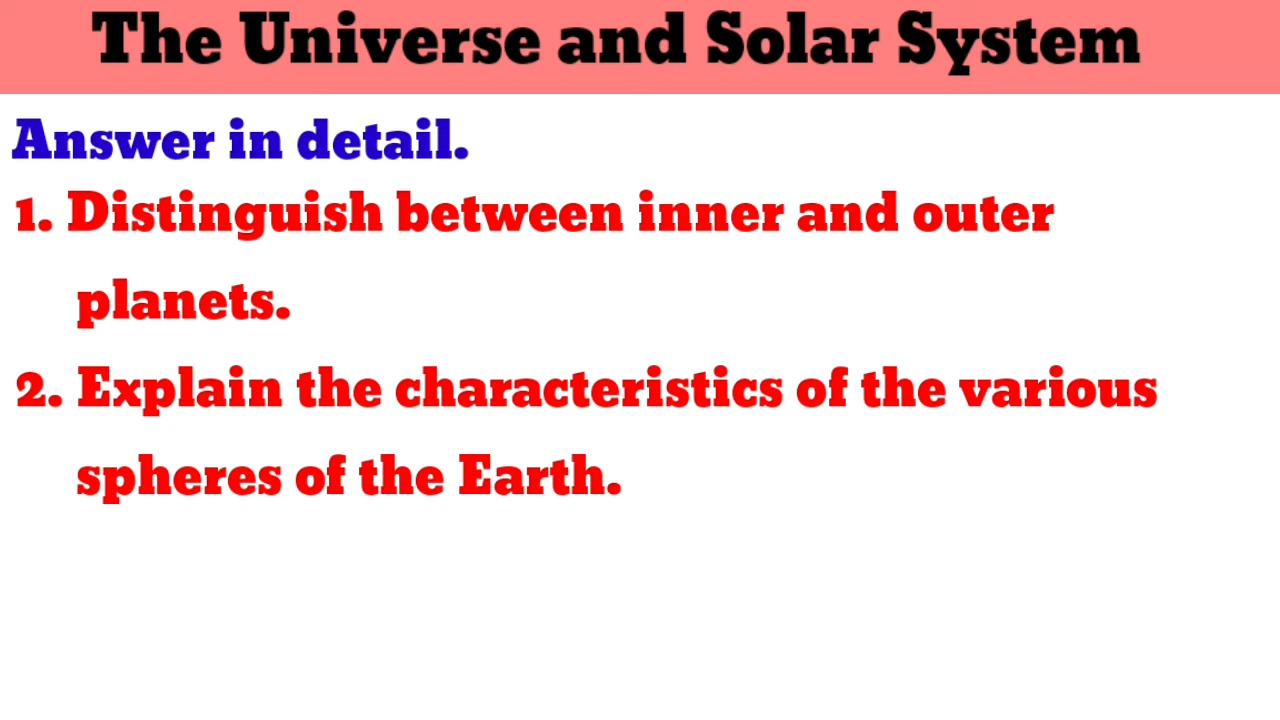 The Universe and Solar System
Answer in detail.
1. Distinguish between inner and outer
planets.
2. Explain the characteristics of the various
spheres of the Earth.